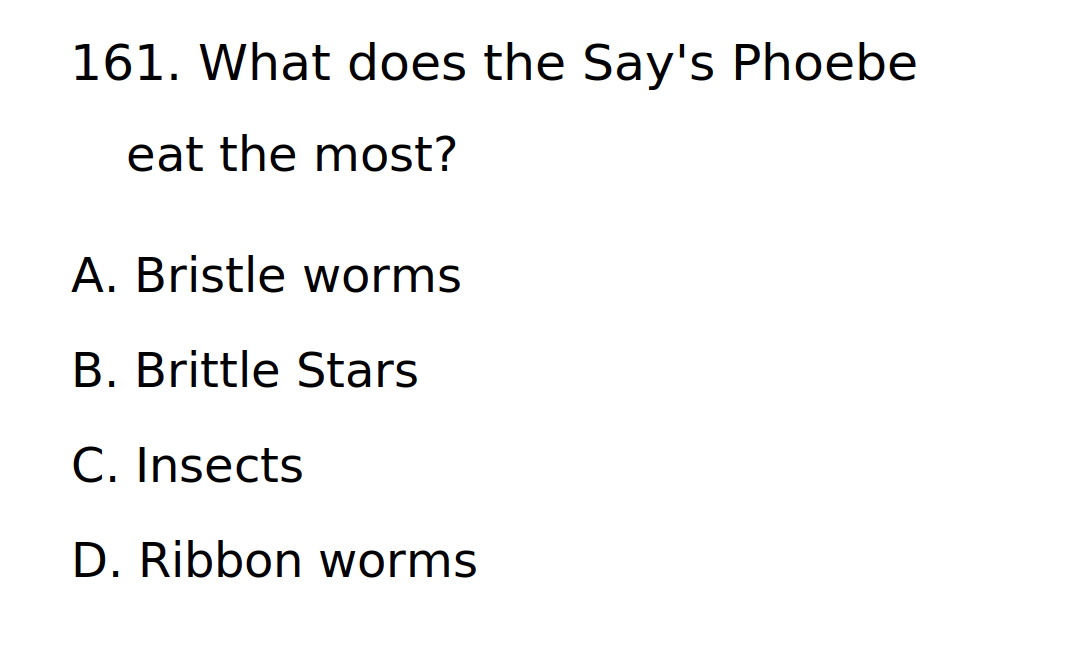 161. What does the Say's Phoebe
eat the most?
A. Bristle worms
B. Brittle Stars
C. Insects
D. Ribbon worms